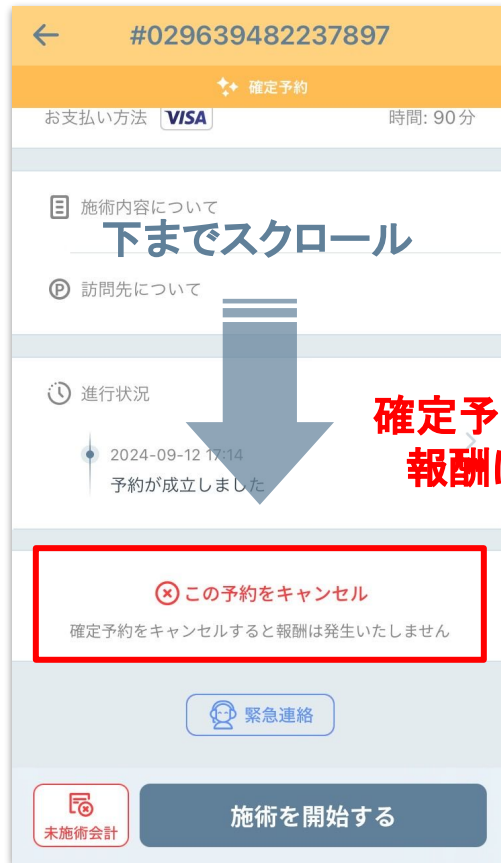 #029639482237897
確定予約
お支払い方法 VISA 時間: 90分
施術内容について
下までスクロール
訪問先について
進行状況
確定予
報酬
2024-09-12 17:14
予約が成立しました
この予約をキャンセル
確定予約をキャンセルすると報酬は発生いたしません
緊急連絡
未施術会計
施術を開始する